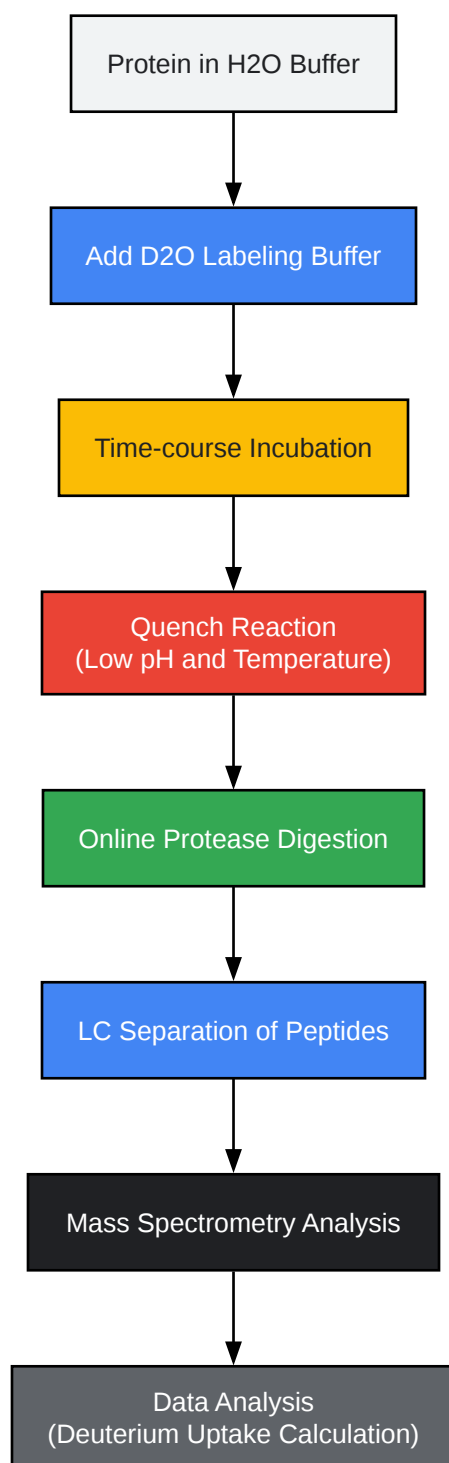 Protein in H2O Buffer
Add D2O Labeling Buffer
Time-course Incubation
Quench Reaction
(Low pH and Temperature)
Online Protease Digestion
LC Separation of Peptides
Mass Spectrometry Analysis
Data Analysis
(Deuterium Uptake Calculation)